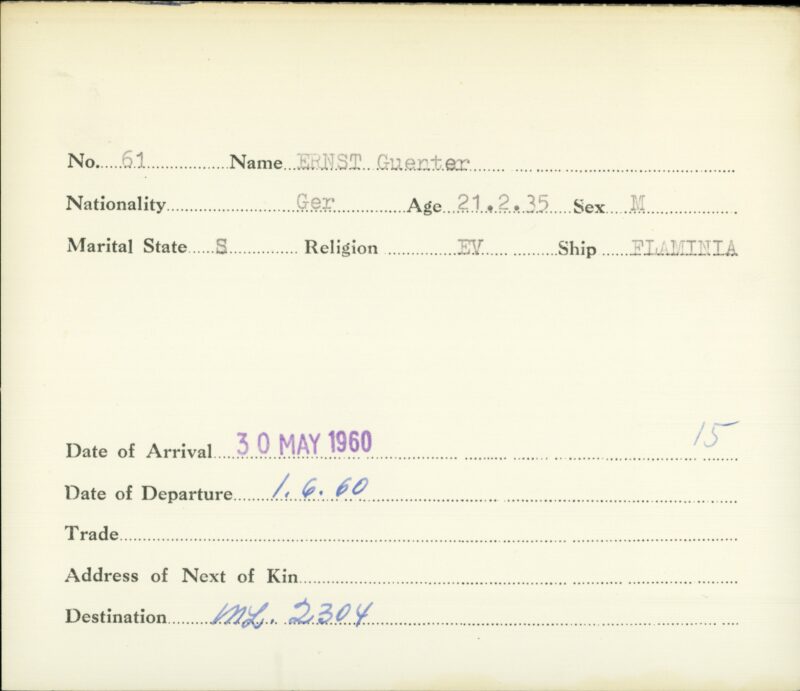 No. 61 Name ERNST Guenter
Nationality Ger Age 21.2.35 Sex M
Marital State S Religion EV Ship FLAMINIA
15
Date of Arrival 30 MAY 1960
Date of Departure 1.6.60
Trade
Address of Next of Kin
Destination ML. 2304